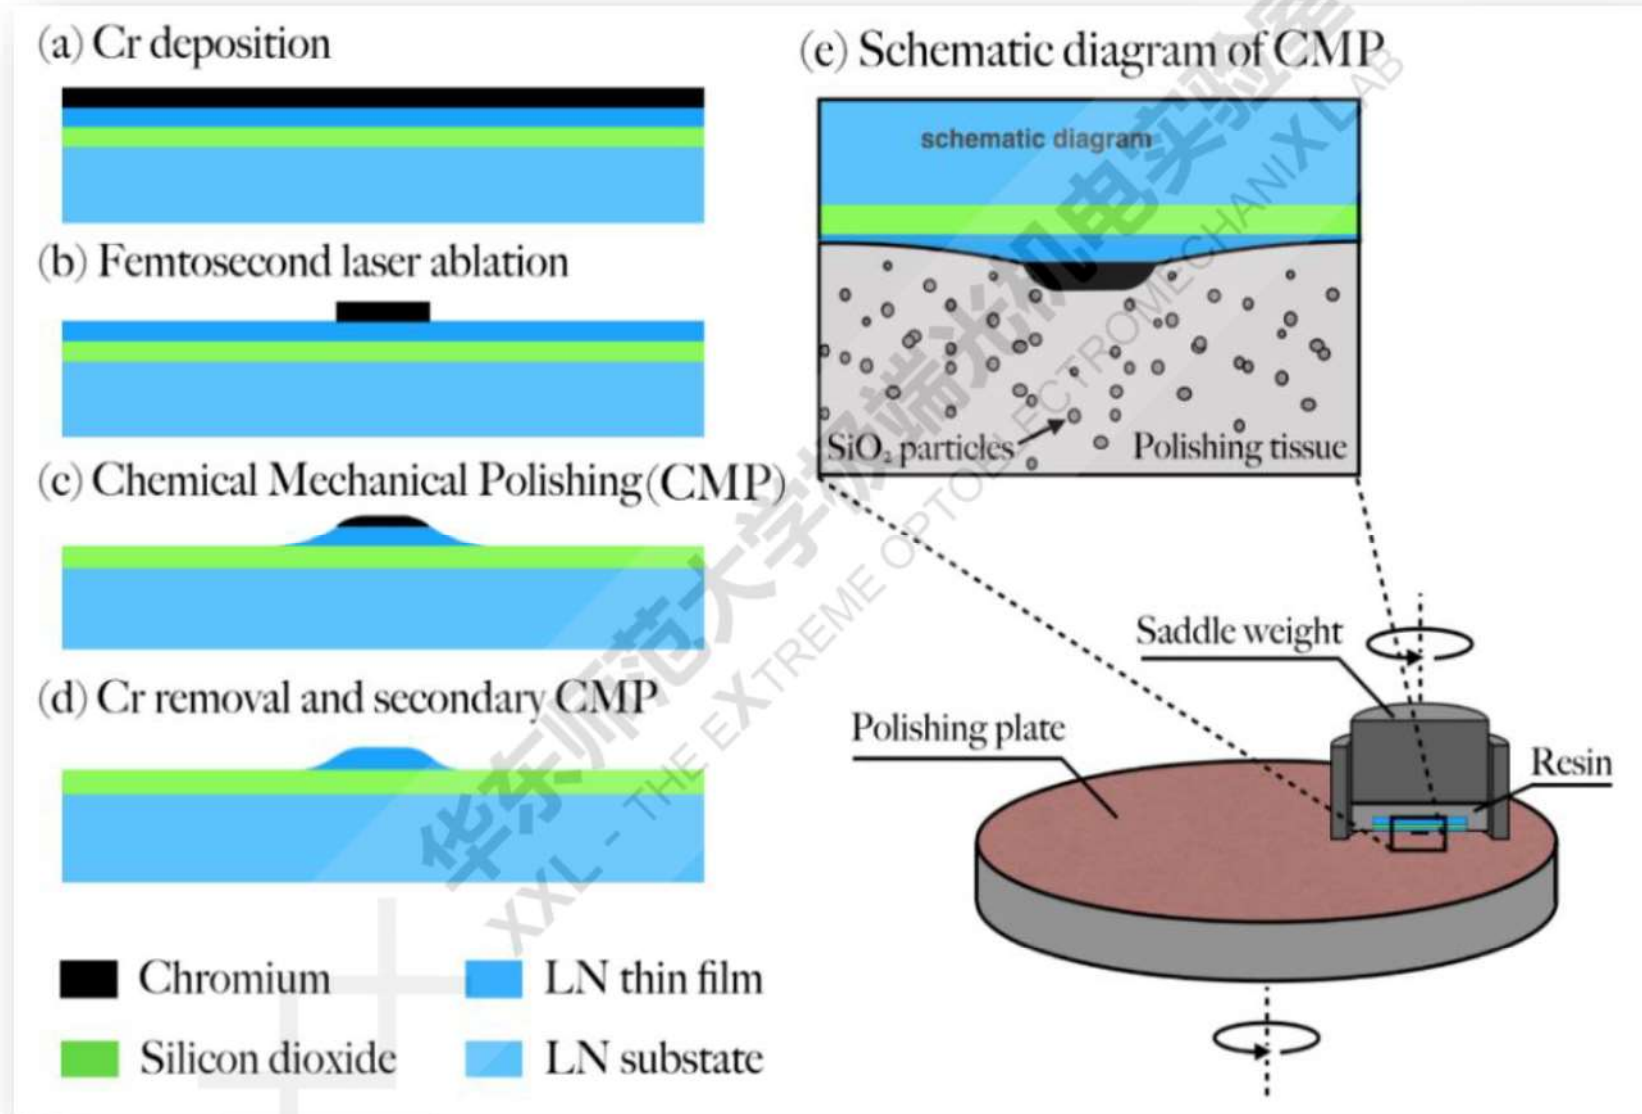 (a) Cr deposition
(b) Femtosecond laser ablation
(c) Chemical Mechanical Polishing(CMP)
(d) Cr removal and secondary CMP
Chromium
LN thin film
Silicon dioxide
LN substate
(e) Schematic diagram of CMP
schematic diagram
SiO₂ particles
Polishing tissue
Saddle weight
Polishing plate
Resin
华东师范大学极端光机电实验室
XXL - THE EXTREME OPTOELECTROMECHANIX LAB